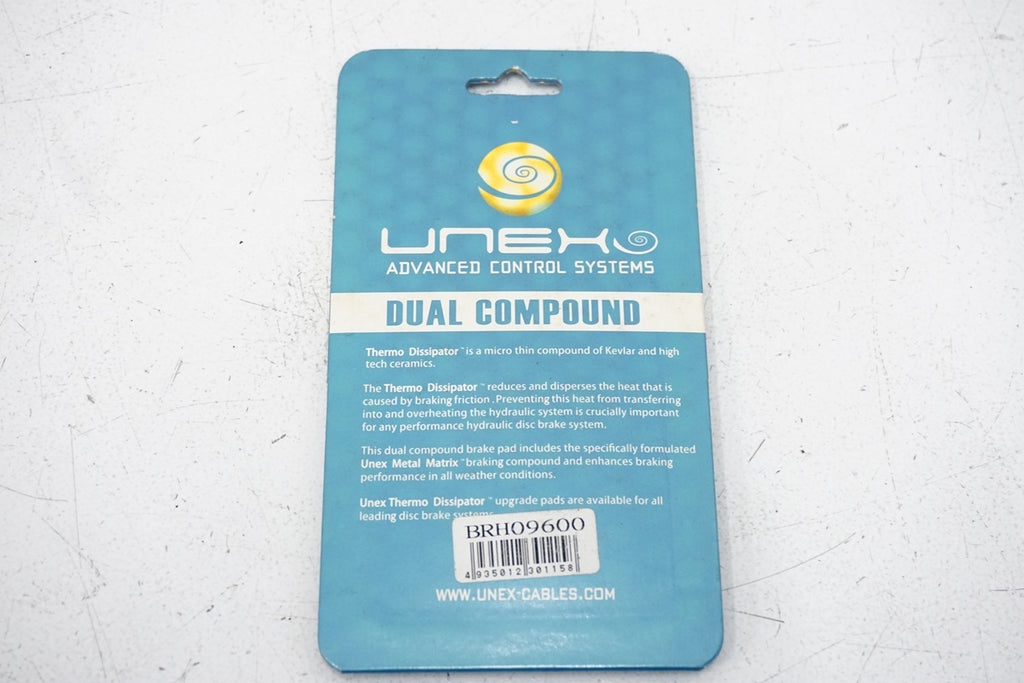 UNEX
ADVANCED CONTROL SYSTEMS
DUAL COMPOUND
Thermo Dissipator™ is a micro thin compound of Kevlar and high
tech ceramics.
The Thermo Dissipator™ reduces and disperses the heat that is
caused by braking friction . Preventing this heat from transferring
into and overheating the hydraulic system is crucially important
for any performance hydraulic disc brake system.
This dual compound brake pad includes the specifically formulated
Unex Metal Matrix™ braking compound and enhances braking
performance in all weather conditions.
Unex Thermo Dissipator™ upgrade pads are available for all
leading disc brake systems
BRH09600
4 935012 301158
WWW.UNEX-CABLES.COM